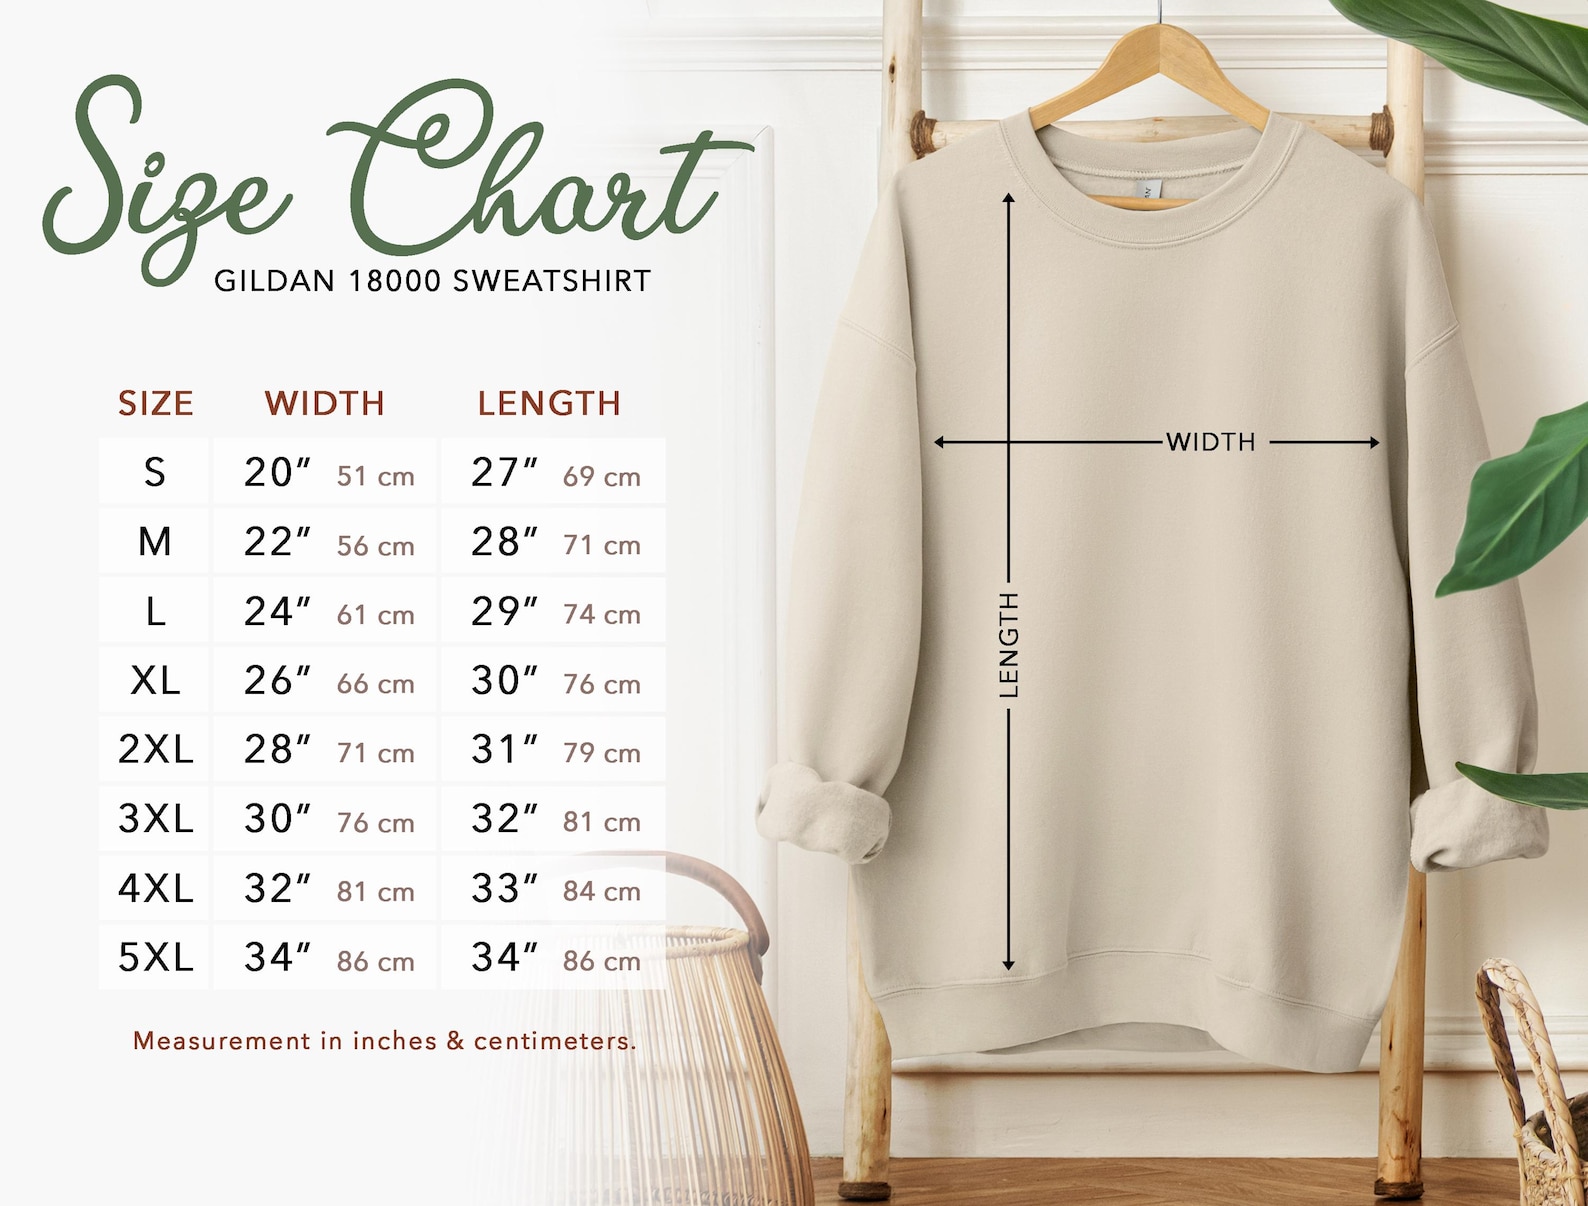 Size Chart
GILDAN 18000 SWEATSHIRT
SIZE WIDTH LENGTH
S 20″ 51 cm 27″ 69 cm
M 22″ 56 cm 28″ 71 cm
L 24″ 61 cm 29″ 74 cm
XL 26″ 66 cm 30″ 76 cm
2XL 28″ 71 cm 31″ 79 cm
3XL 30″ 76 cm 32″ 81 cm
4XL 32″ 81 cm 33″ 84 cm
5XL 34″ 86 cm 34″ 86 cm
Measurement in inches & centimeters.
WIDTH
LENGTH